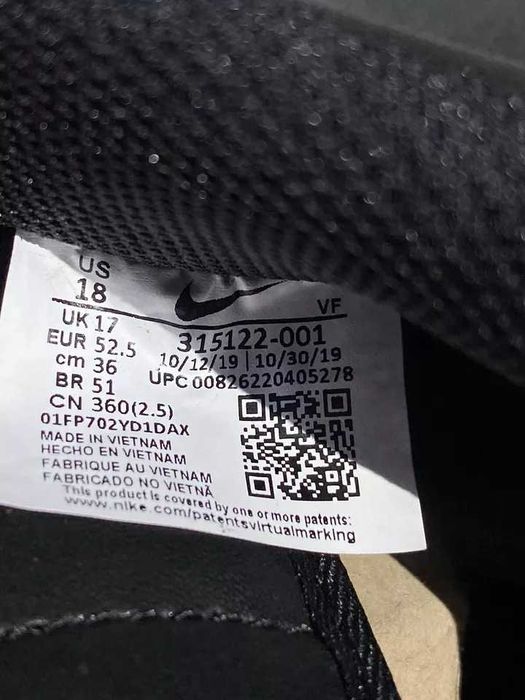 US
18
UK 17
EUR 52.5
cm 36
BR 51
CN 360(2.5)
01FP702YD1DAX
VF
315122-001
10/12/19 | 10/30/19
UPC 00826220405278
MADE IN VIETNAM
HECHO EN VIETNAM
FABRIQUE AU VIETNAM
FABRICADO NO VIETNÃ
This product is covered by one or more patents:
www.nike.com/patentsvirtualmarking